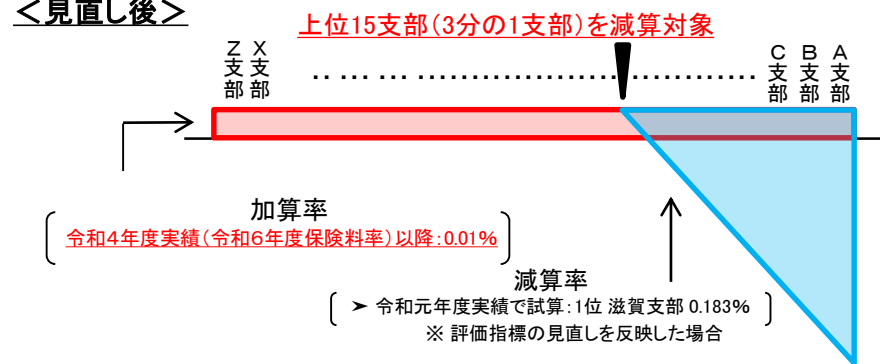 ＜見直し後＞
上位15支部（3分の1支部）を減算対象
Z支部
X支部
‥ … … …………………………………
C支部
B支部
A支部
加算率
令和4年度実績（令和6年度保険料率）以降：0.01%
減算率
➤ 令和元年度実績で試算：1位 滋賀支部 0.183%
※ 評価指標の見直しを反映した場合